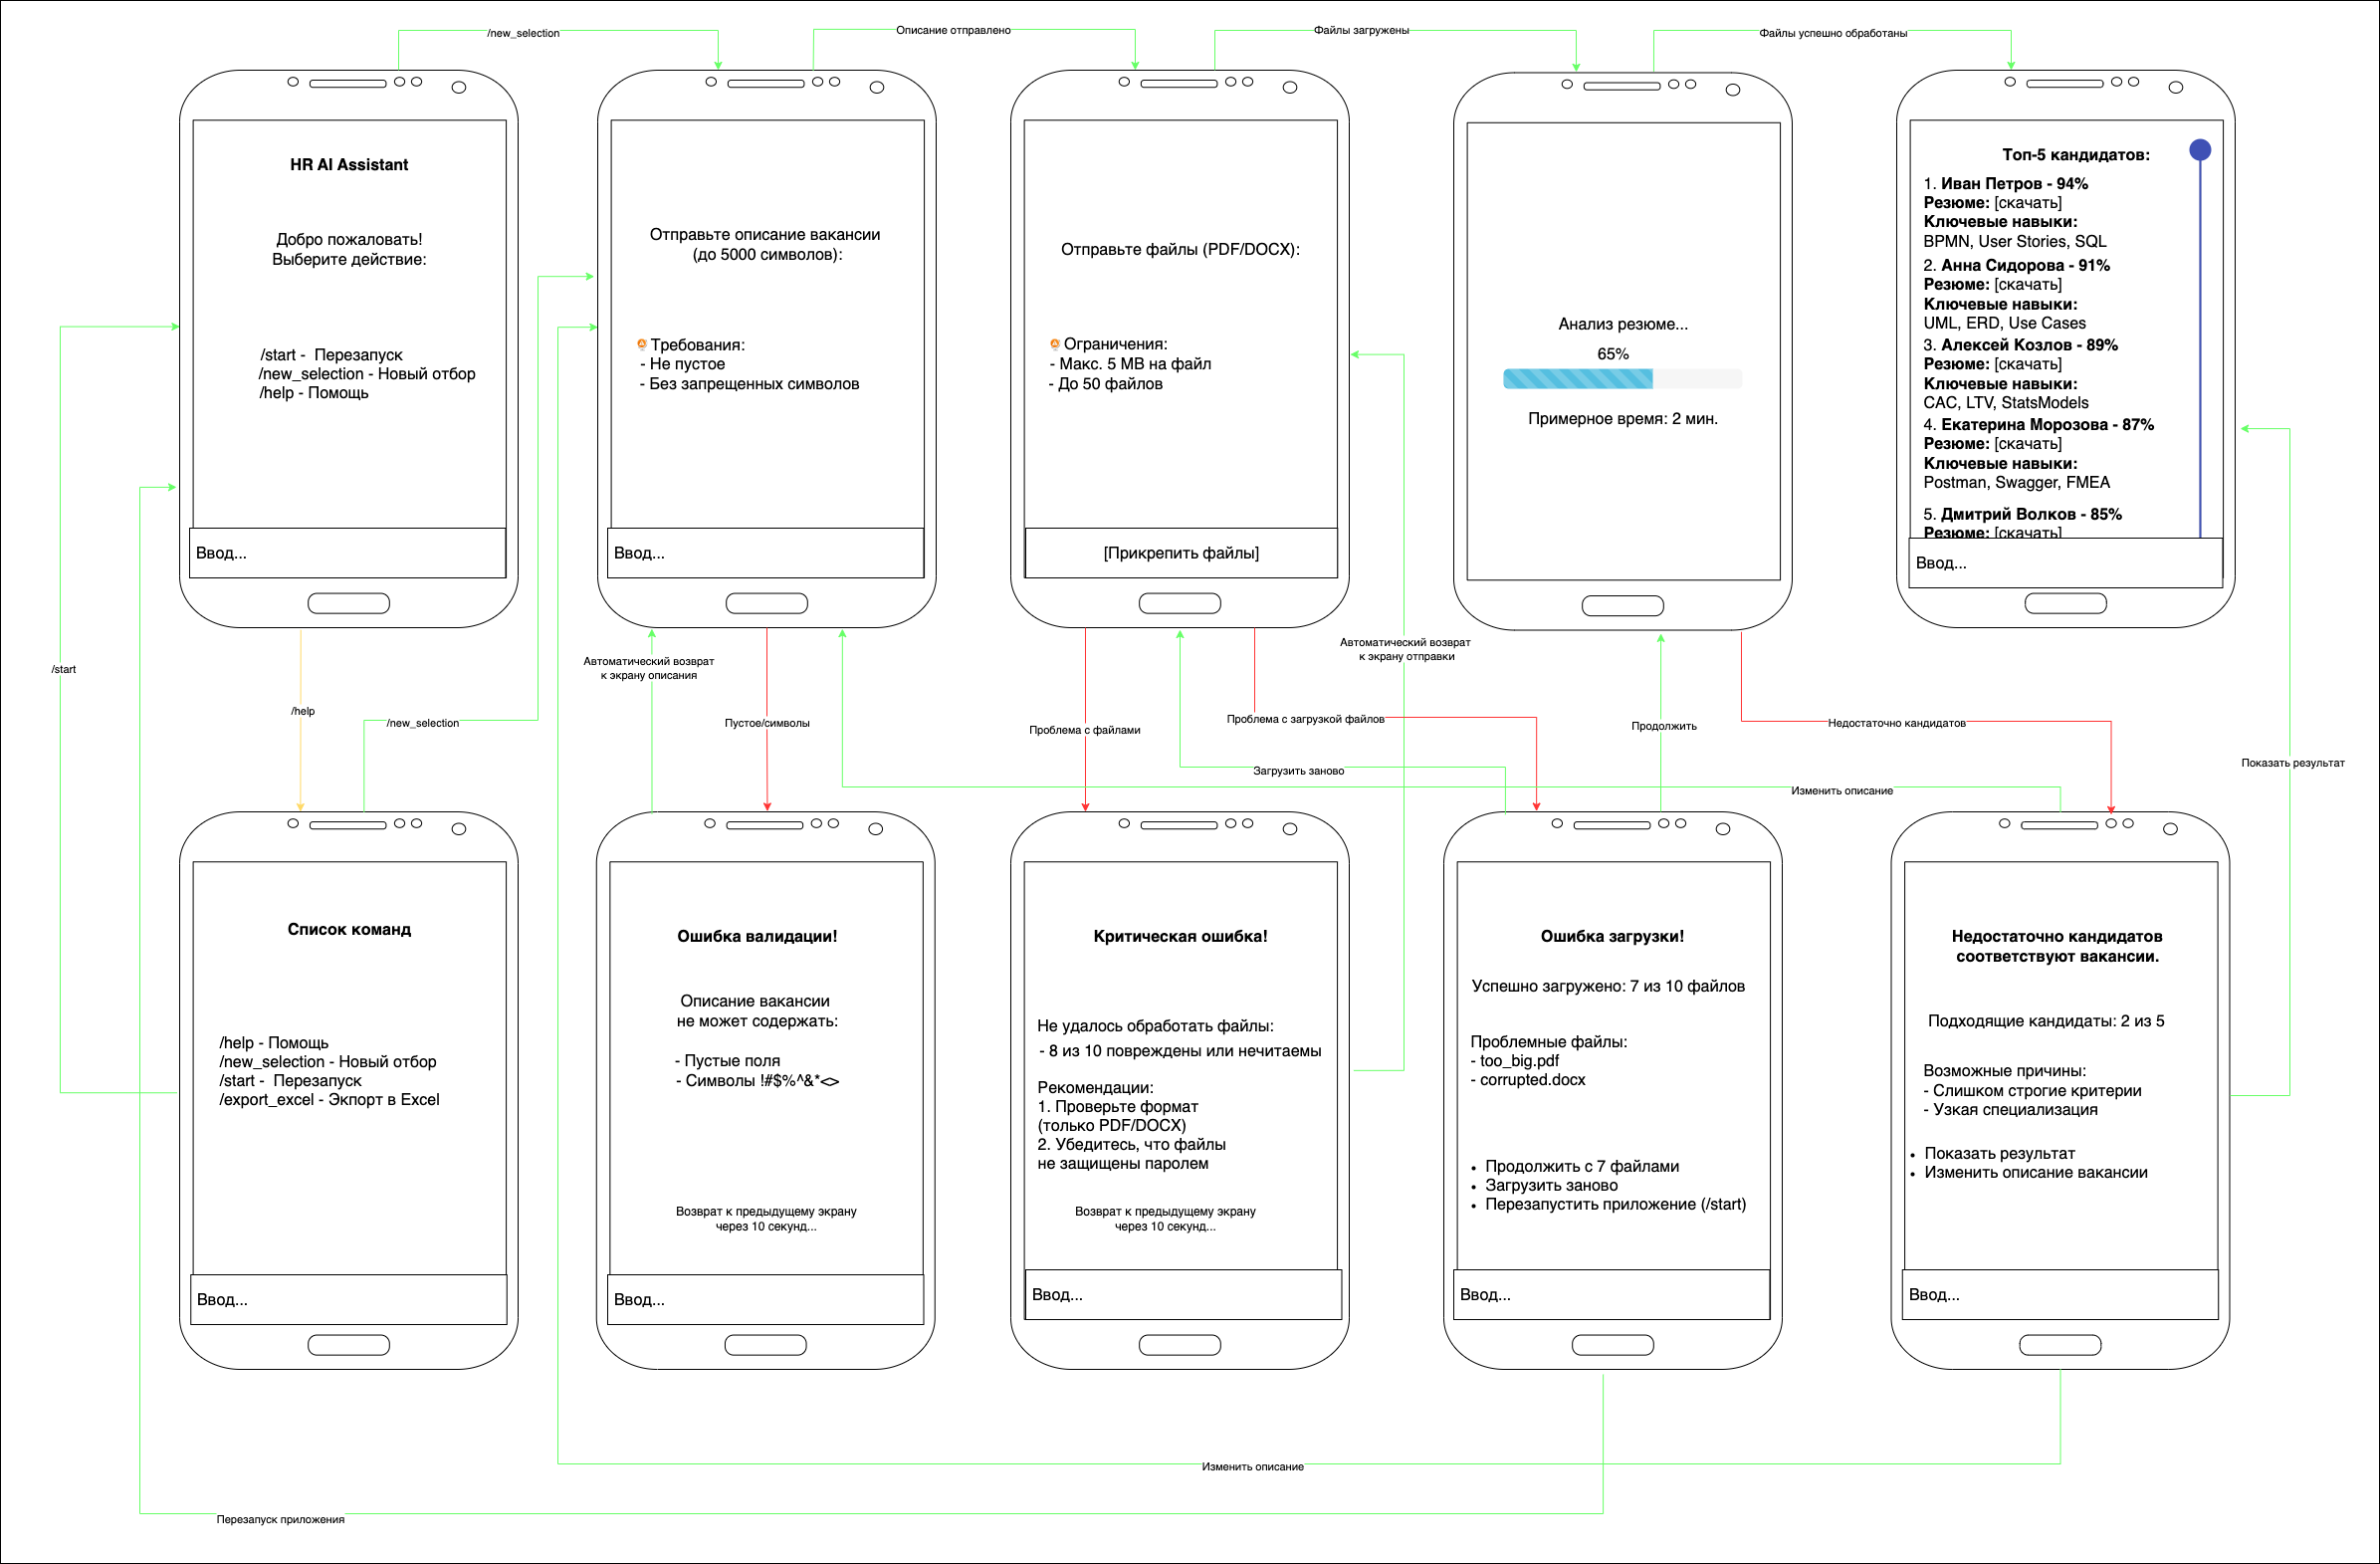 /new_selection
Описание отправлено
Файлы загружены
Файлы успешно обработаны
HR AI Assistant
Добро пожаловать!
Выберите действие:
/start -  Перезапуск
/new_selection - Новый отбор
/help - Помощь
Ввод...
Отправьте описание вакансии
(до 5000 символов):
Требования:
- Не пустое
- Без запрещенных символов
Ввод...
Отправьте файлы (PDF/DOCX):
Ограничения:
- Макс. 5 MB на файл
- До 50 файлов
[Прикрепить файлы]
Анализ резюме...
65%
Примерное время: 2 мин.
Топ-5 кандидатов:
1. Иван Петров - 94%
Резюме: [скачать]
Ключевые навыки:
BPMN, User Stories, SQL
2. Анна Сидорова - 91%
Резюме: [скачать]
Ключевые навыки:
UML, ERD, Use Cases
3. Алексей Козлов - 89%
Резюме: [скачать]
Ключевые навыки:
CAC, LTV, StatsModels
4. Екатерина Морозова - 87%
Резюме: [скачать]
Ключевые навыки:
Postman, Swagger, FMEA
5. Дмитрий Волков - 85%
Резюме: [скачать]
Ввод...
/start
/help
/new_selection
Автоматический возврат
к экрану описания
Пустое/символы
Проблема с файлами
Проблема с загрузкой файлов
Автоматический возврат
к экрану отправки
Загрузить заново
Продолжить
Недостаточно кандидатов
Изменить описание
Показать результат
Список команд
/help - Помощь
/new_selection - Новый отбор
/start -  Перезапуск
/export_excel - Экпорт в Excel
Ввод...
Ошибка валидации!
Описание вакансии
не может содержать:
- Пустые поля
- Символы !#$%^&*<>
Возврат к предыдущему экрану
через 10 секунд...
Ввод...
Критическая ошибка!
Не удалось обработать файлы:
- 8 из 10 повреждены или нечитаемы
Рекомендации:
1. Проверьте формат
(только PDF/DOCX)
2. Убедитесь, что файлы
не защищены паролем
Возврат к предыдущему экрану
через 10 секунд...
Ввод...
Ошибка загрузки!
Успешно загружено: 7 из 10 файлов
Проблемные файлы:
- too_big.pdf
- corrupted.docx
• Продолжить с 7 файлами
• Загрузить заново
• Перезапустить приложение (/start)
Ввод...
Недостаточно кандидатов
соответствуют вакансии.
Подходящие кандидаты: 2 из 5
Возможные причины:
- Слишком строгие критерии
- Узкая специализация
• Показать результат
• Изменить описание вакансии
Ввод...
Изменить описание
Перезапуск приложения